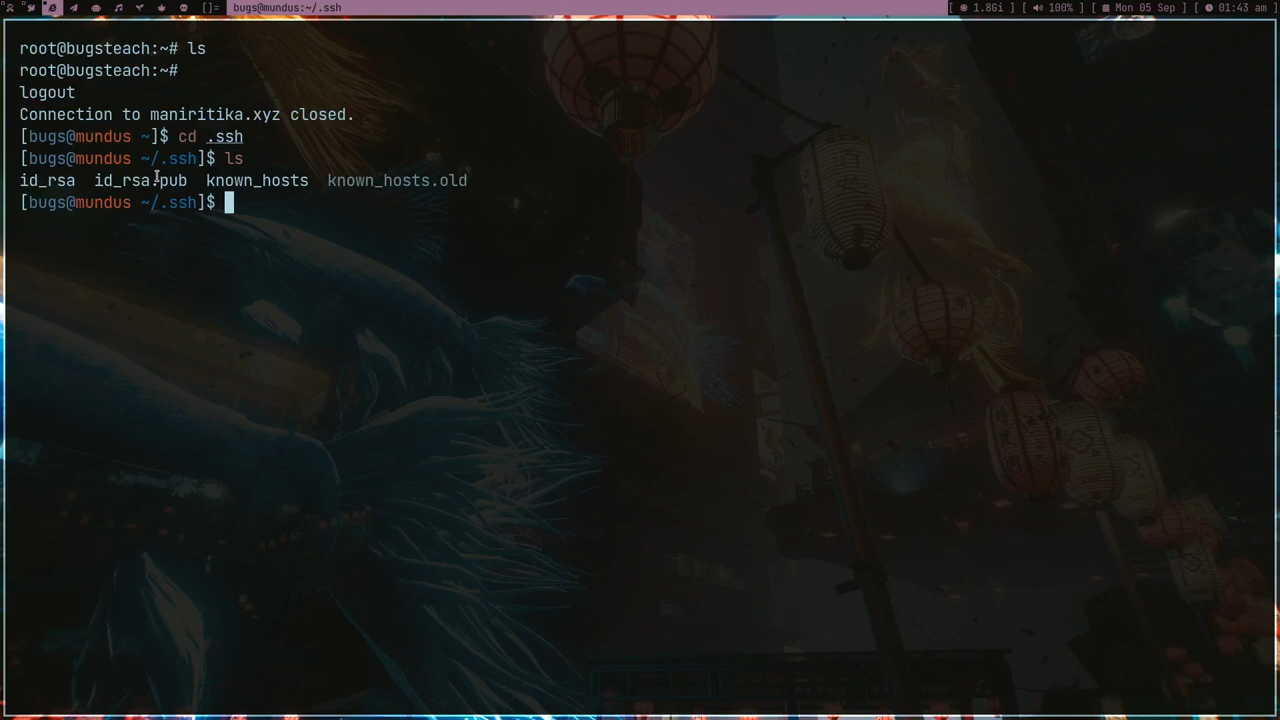 []= bugs@mundus:~/.ssh [ 1.8Gi ] [ 100% ] [ Mon 05 Sep ] [ 01:43 am ]
root@bugsteach:~# ls
root@bugsteach:~#
logout
Connection to maniritika.xyz closed.
[bugs@mundus ~]$ cd .ssh
[bugs@mundus ~/.ssh]$ ls
id_rsa  id_rsa.pub  known_hosts  known_hosts.old
[bugs@mundus ~/.ssh]$